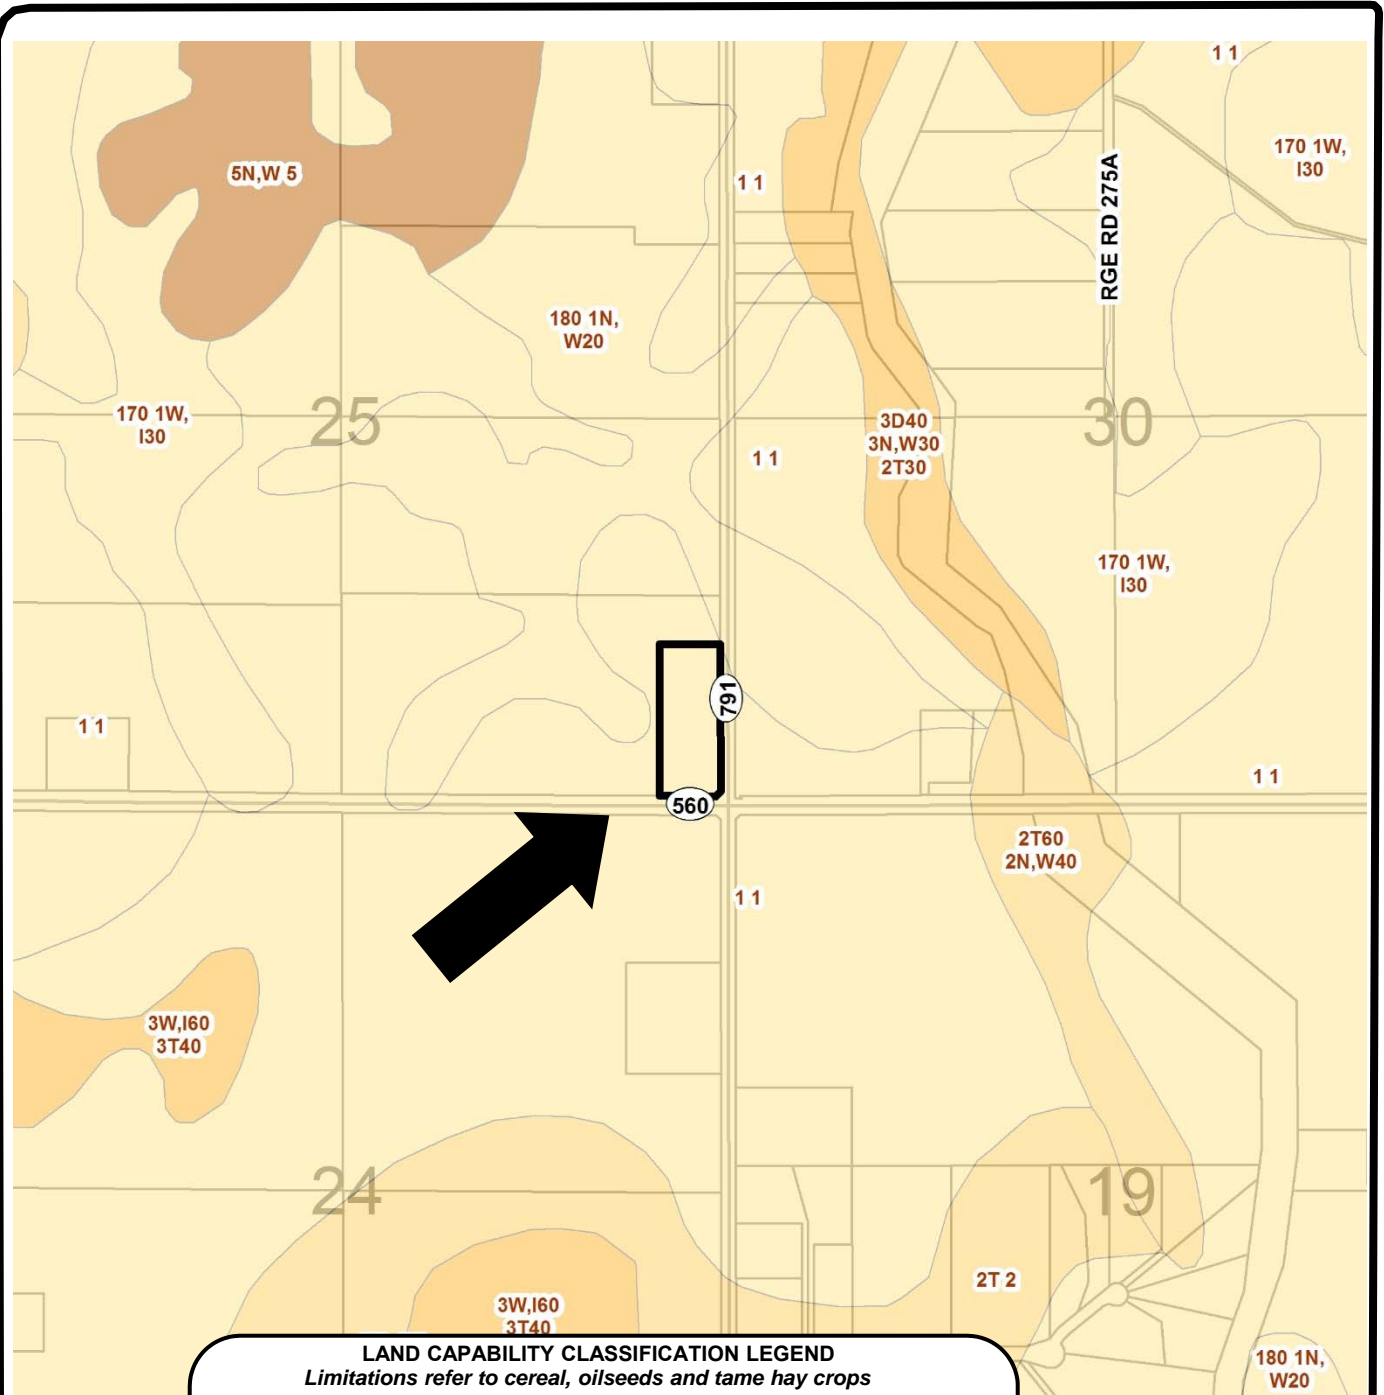 1 1
170 1W,
I30
5N,W 5
1 1
RGE RD 275A
180 1N,
W20
170 1W,
I30
25
3D40
3N,W30
2T30
30
1 1
170 1W,
I30
791
1 1
1 1
560
2T60
2N,W40
1 1
3W,I60
3T40
24
19
2T 2
3W,I60
3T40
180 1N,
W20
LAND CAPABILITY CLASSIFICATION LEGEND
Limitations refer to cereal, oilseeds and tame hay crops